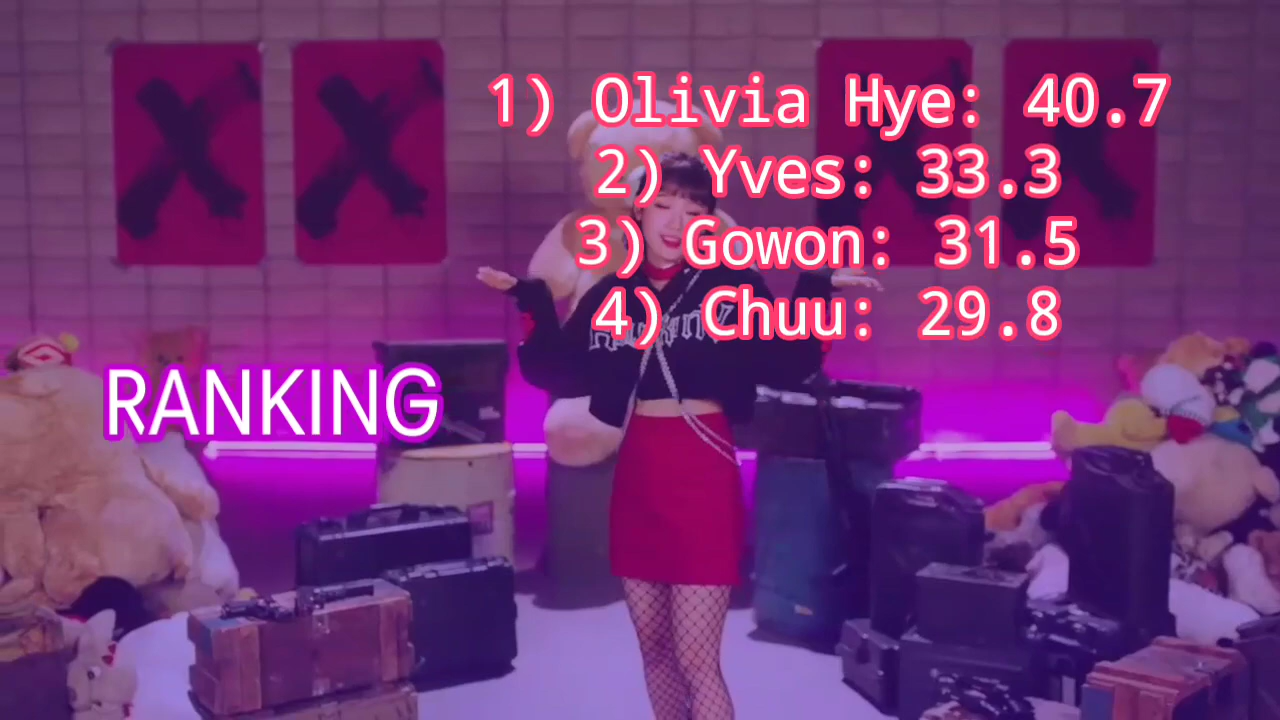 1) Olivia Hye: 40.7
2) Yves: 33.3
3) Gowon: 31.5
4) Chuu: 29.8
RANKING